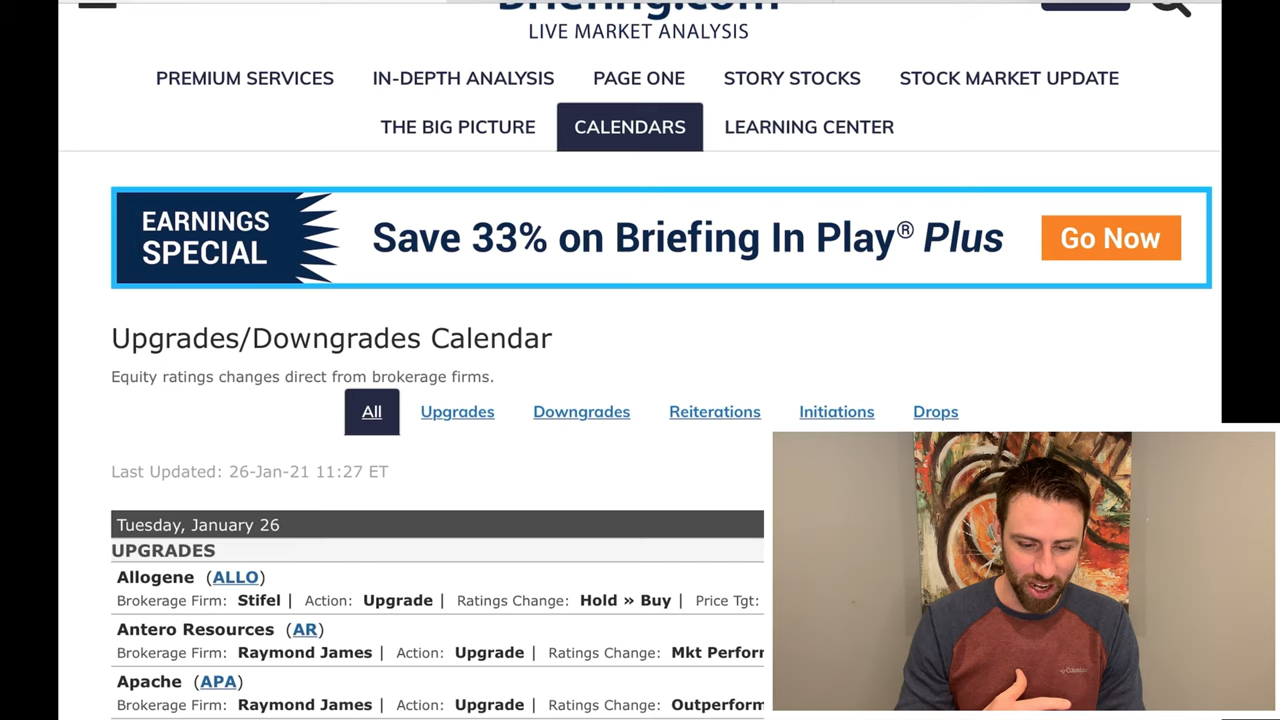 Briefing.com
LIVE MARKET ANALYSIS
PREMIUM SERVICES IN-DEPTH ANALYSIS PAGE ONE STORY STOCKS STOCK MARKET UPDATE
THE BIG PICTURE CALENDARS LEARNING CENTER
EARNINGS
SPECIAL
Save 33% on Briefing In Play® Plus
Go Now
Upgrades/Downgrades Calendar
Equity ratings changes direct from brokerage firms.
All Upgrades Downgrades Reiterations Initiations Drops
Last Updated: 26-Jan-21 11:27 ET
Tuesday, January 26
UPGRADES
Allogene (ALLO)
Brokerage Firm: Stifel | Action: Upgrade | Ratings Change: Hold » Buy | Price Tgt:
Antero Resources (AR)
Brokerage Firm: Raymond James | Action: Upgrade | Ratings Change: Mkt Perform
Apache (APA)
Brokerage Firm: Raymond James | Action: Upgrade | Ratings Change: Outperform
Columbia